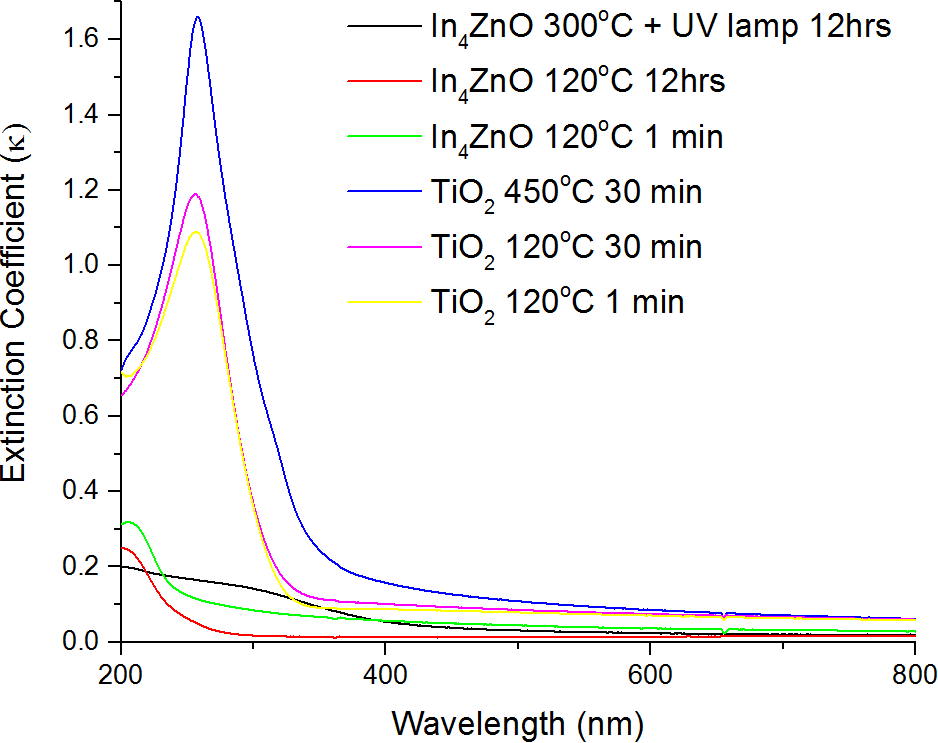 In₄ZnO 300°C + UV lamp 12hrs
In₄ZnO 120°C 12hrs
In₄ZnO 120°C 1 min
TiO₂ 450°C 30 min
TiO₂ 120°C 30 min
TiO₂ 120°C 1 min
Extinction Coefficient (κ)
1.6
1.4
1.2
1.0
0.8
0.6
0.4
0.2
0.0
200 400 600 800
Wavelength (nm)